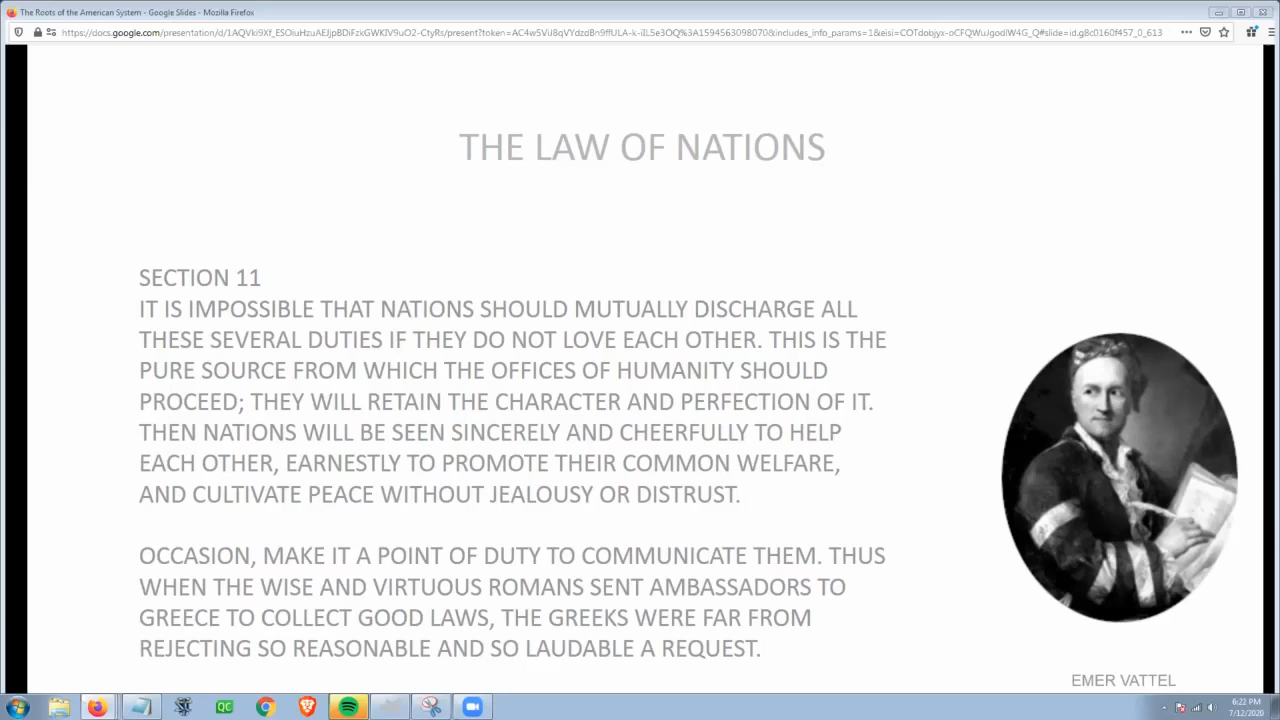 The Roots of the American System - Google Slides - Mozilla Firefox
THE LAW OF NATIONS
SECTION 11
IT IS IMPOSSIBLE THAT NATIONS SHOULD MUTUALLY DISCHARGE ALL
THESE SEVERAL DUTIES IF THEY DO NOT LOVE EACH OTHER. THIS IS THE
PURE SOURCE FROM WHICH THE OFFICES OF HUMANITY SHOULD
PROCEED; THEY WILL RETAIN THE CHARACTER AND PERFECTION OF IT.
THEN NATIONS WILL BE SEEN SINCERELY AND CHEERFULLY TO HELP
EACH OTHER, EARNESTLY TO PROMOTE THEIR COMMON WELFARE,
AND CULTIVATE PEACE WITHOUT JEALOUSY OR DISTRUST.
OCCASION, MAKE IT A POINT OF DUTY TO COMMUNICATE THEM. THUS
WHEN THE WISE AND VIRTUOUS ROMANS SENT AMBASSADORS TO
GREECE TO COLLECT GOOD LAWS, THE GREEKS WERE FAR FROM
REJECTING SO REASONABLE AND SO LAUDABLE A REQUEST.
EMER VATTEL
QC
6:22 PM
7/12/2020